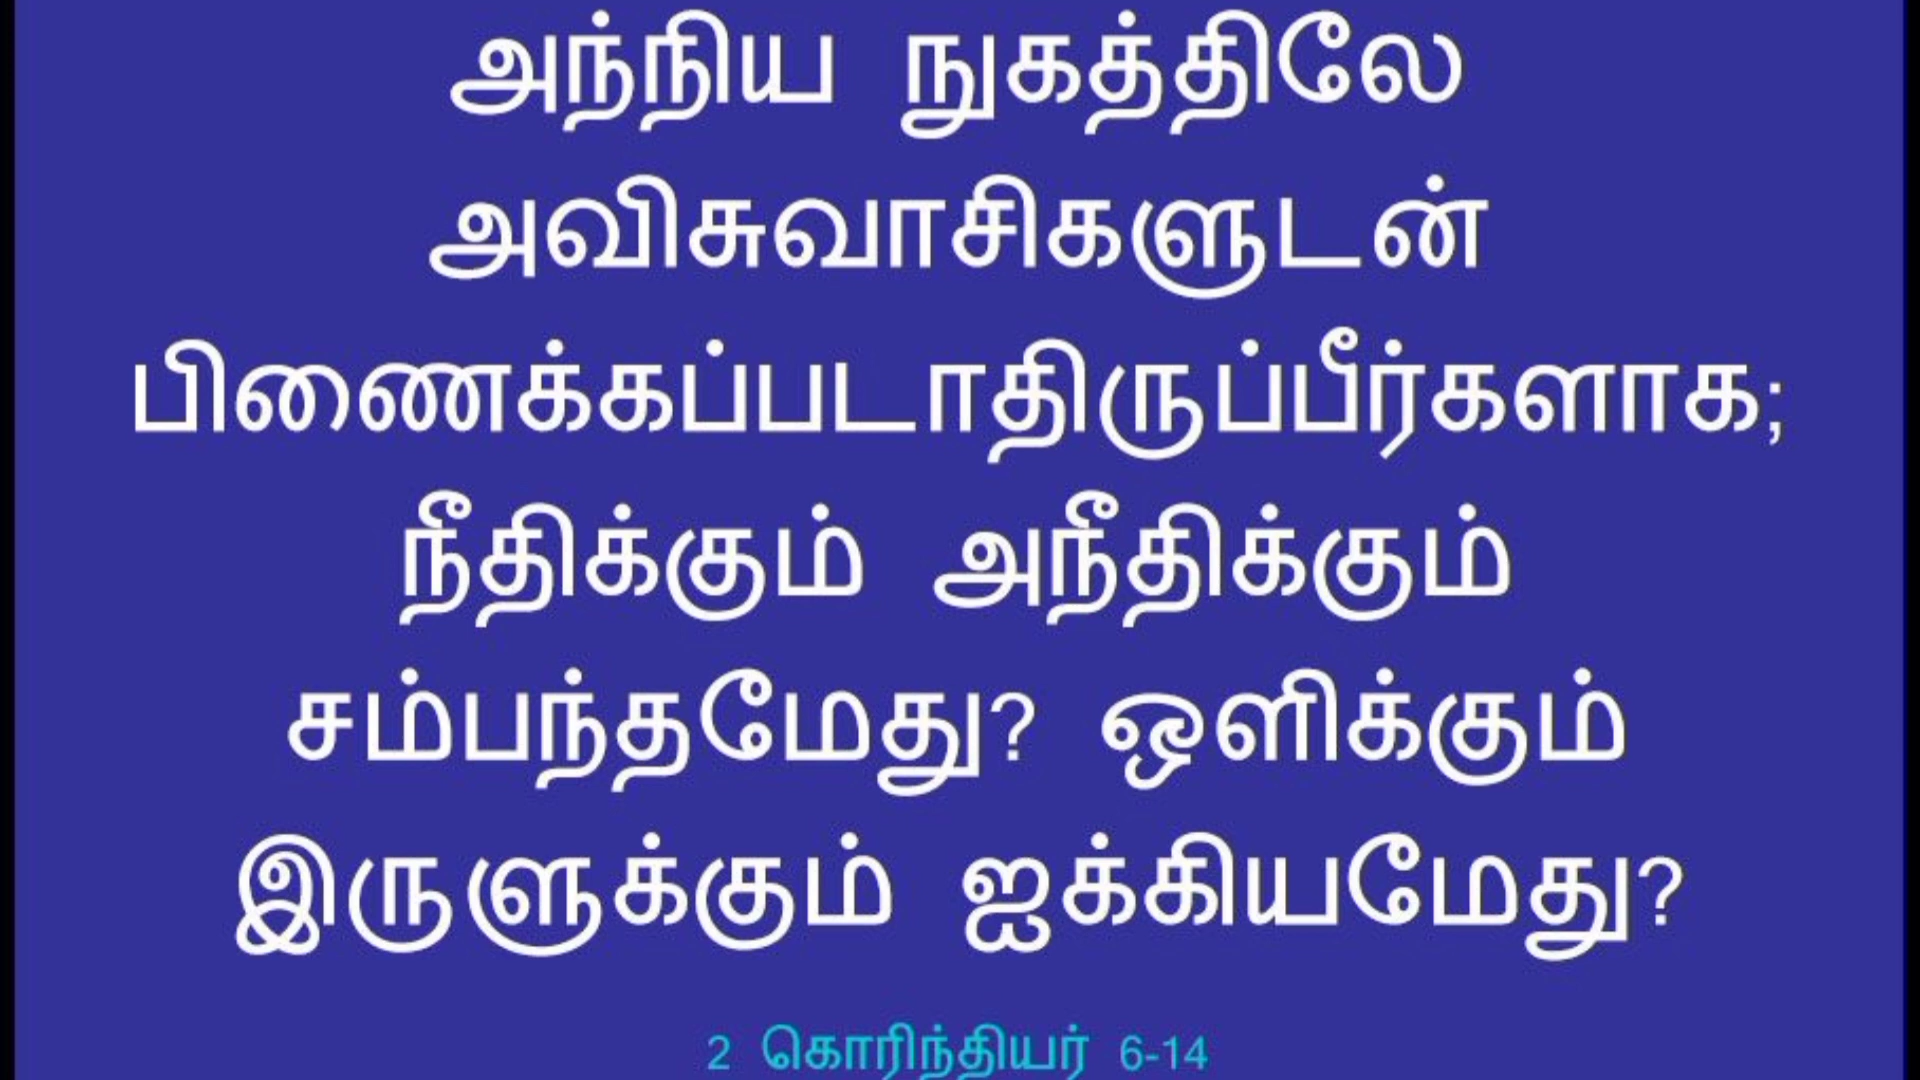 அந்நிய நுகத்திலே
அவிசுவாசிகளுடன்
பிணைக்கப்படாதிருப்பீர்களாக;
நீதிக்கும் அநீதிக்கும்
சம்பந்தமேது? ஒளிக்கும்
இருளுக்கும் ஐக்கியமேது?
2 கொரிந்தியர் 6-14